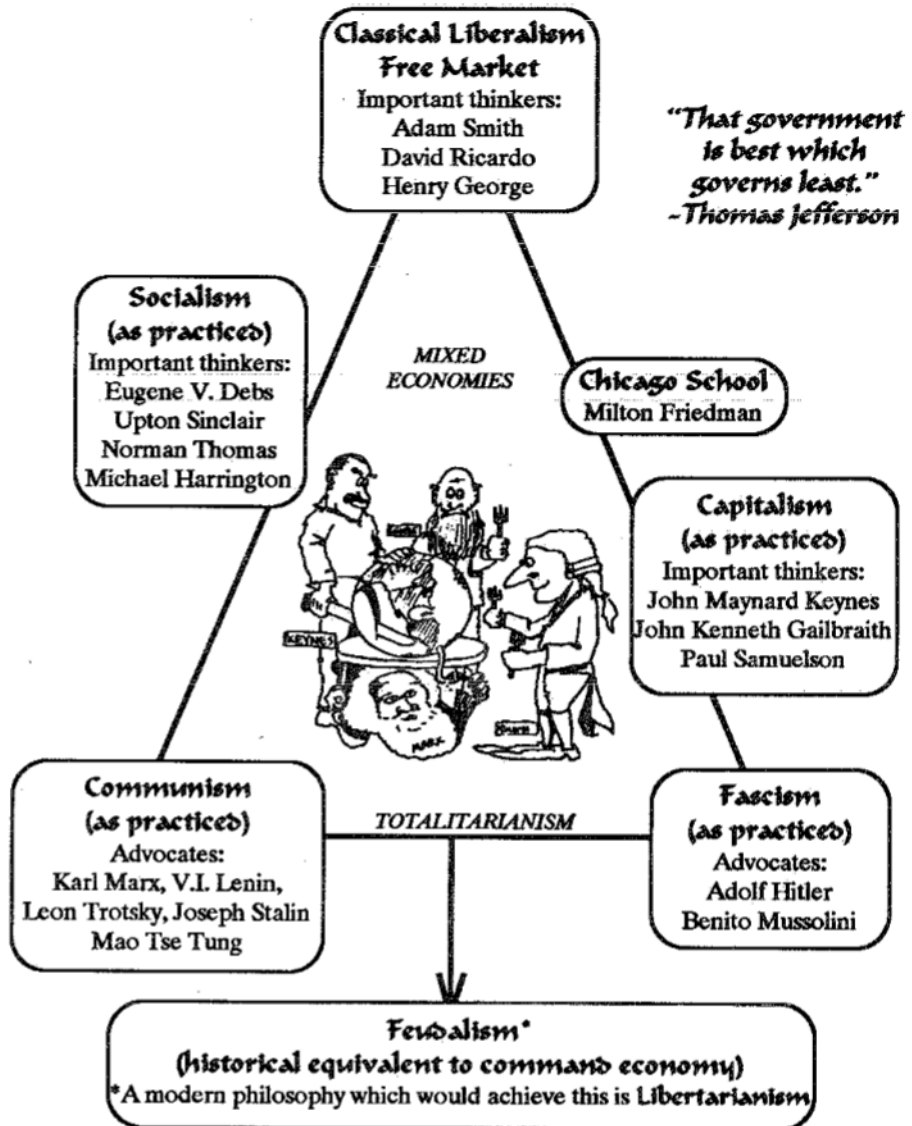 Classical Liberalism
Free Market
Important thinkers:
Adam Smith
David Ricardo
Henry George
"That government
is best which
governs least."
~Thomas Jefferson
Socialism
(as practiced)
Important thinkers:
Eugene V. Debs
Upton Sinclair
Norman Thomas
Michael Harrington
MIXED
ECONOMIES
Chicago School
Milton Friedman
Capitalism
(as practiced)
Important thinkers:
John Maynard Keynes
John Kenneth Gailbraith
Paul Samuelson
KEYNES
MARX
Communism
(as practiced)
Advocates:
Karl Marx, V.I. Lenin,
Leon Trotsky, Joseph Stalin
Mao Tse Tung
TOTALITARIANISM
Fascism
(as practiced)
Advocates:
Adolf Hitler
Benito Mussolini
Feudalism*
(historical equivalent to command economy)
*A modern philosophy which would achieve this is Libertarianism